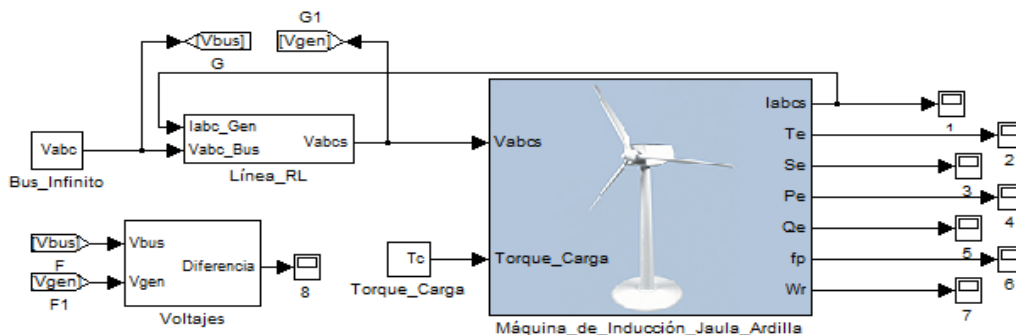 G1
[Vbus]
[Vgen]
G
Iabc_Gen
Vabc_Bus
Vabcs
Línea_RL
Vabc
Bus_Infinito
Vabcs
Torque_Carga
Iabcs
Te
Se
Pe
Qe
fp
Wr
1
2
3
4
5
6
7
Máquina_de_Inducción_Jaula_Ardilla
Tc
Torque_Carga
[Vbus]
F
[Vgen]
F1
Vbus
Vgen
Diferencia
Voltajes
8